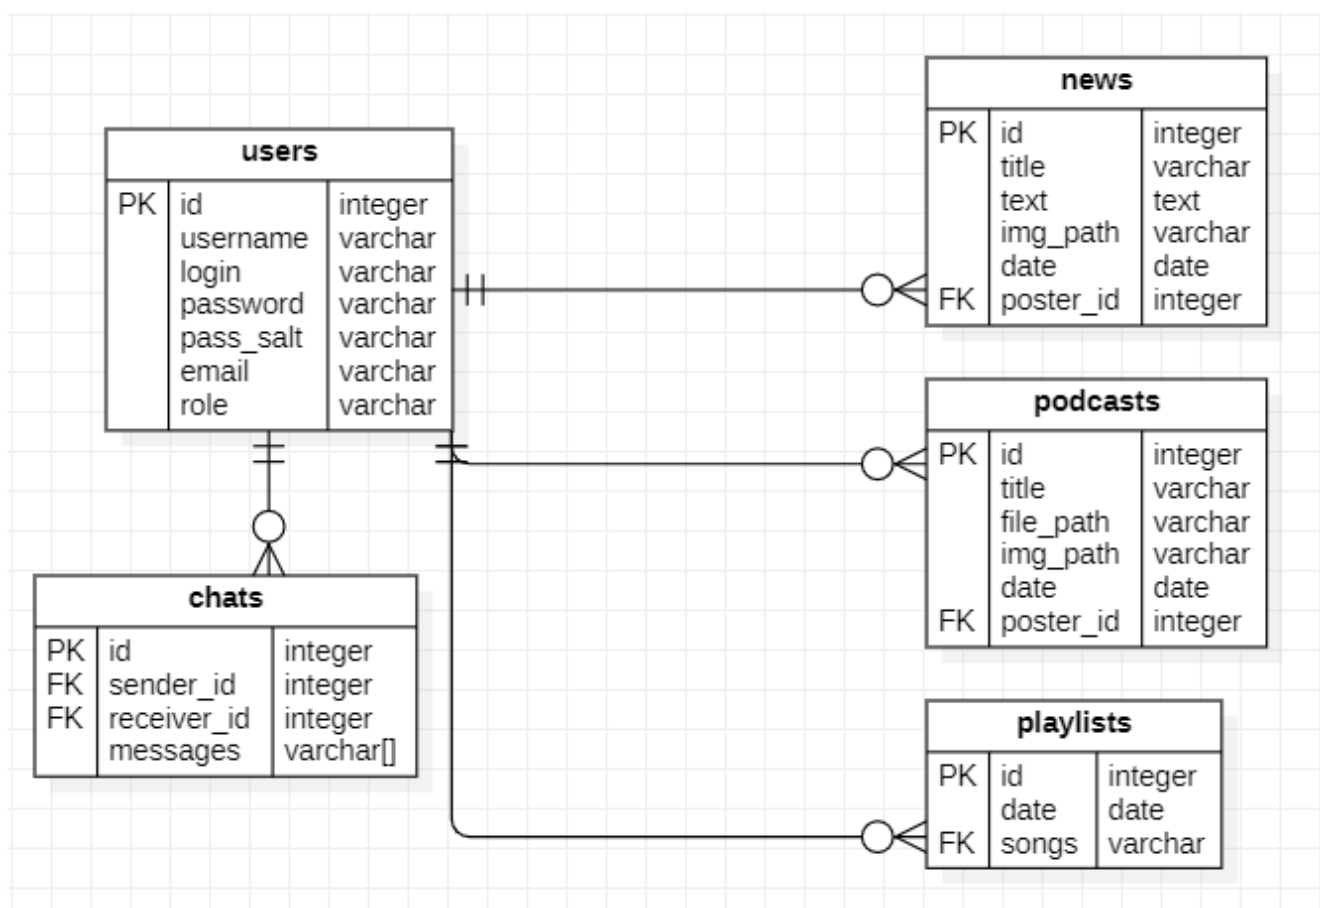 users
PK id integer
username varchar
login varchar
password varchar
pass_salt varchar
email varchar
role varchar
chats
PK id integer
FK sender_id integer
FK receiver_id integer
messages varchar[]
news
PK id integer
title varchar
text text
img_path varchar
date date
FK poster_id integer
podcasts
PK id integer
title varchar
file_path varchar
img_path varchar
date date
FK poster_id integer
playlists
PK id integer
date date
FK songs varchar